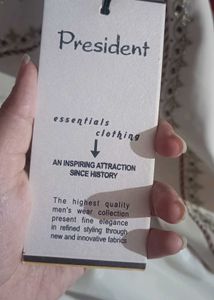 President
essentials
clothing
AN INSPIRING ATTRACTION
SINCE HISTORY
The highest quality
men's wear collection
present fine elegance
in refined styling through
new and innovative fabrics